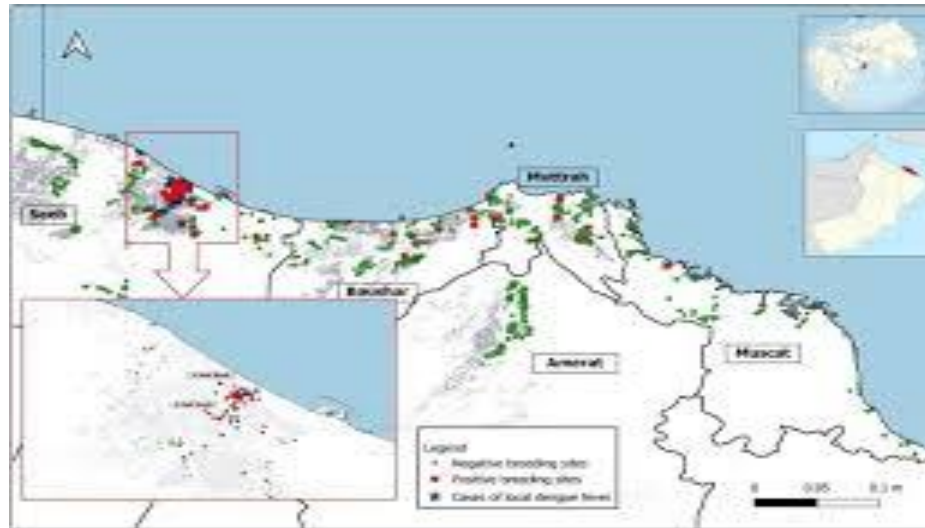 Muttrah
Seeb
Baushar
Amerat
Muscat
Legend
Negative breeding sites
Positive breeding sites
Cases of local dengue fever
0 0.05 0.1 m